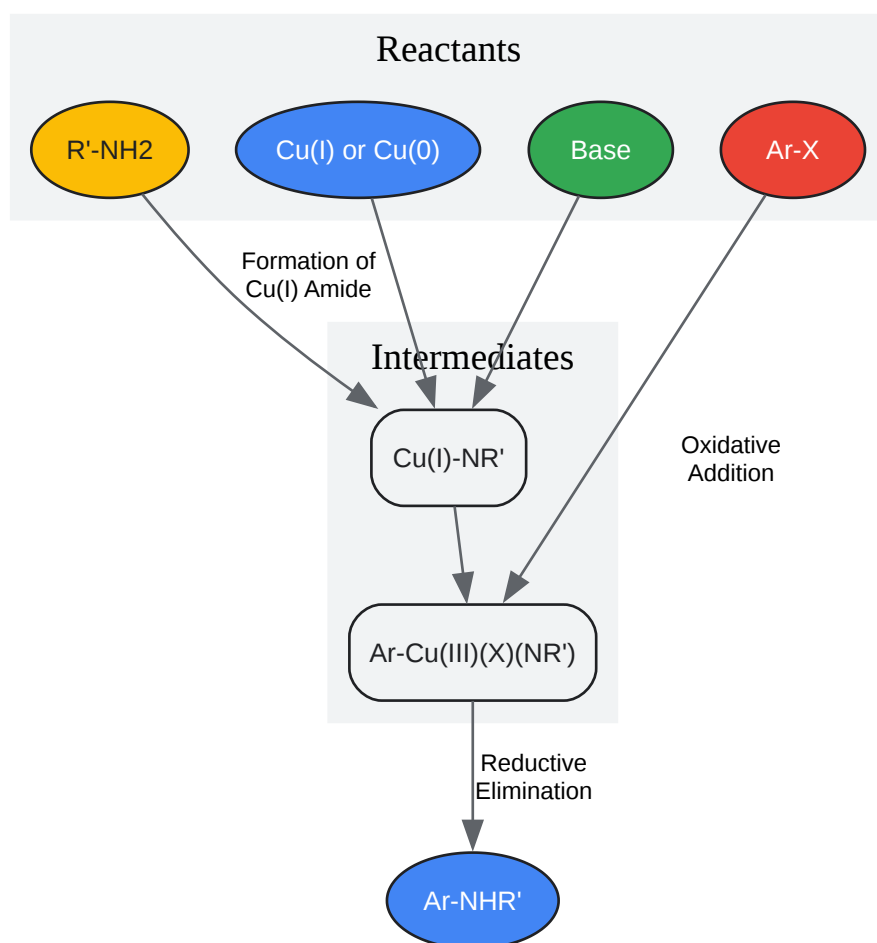 Reactants
R'-NH2
Cu(I) or Cu(0)
Base
Ar-X
Formation of
Cu(I) Amide
Intermediates
Oxidative
Addition
Cu(I)-NR'
Ar-Cu(III)(X)(NR')
Reductive
Elimination
Ar-NHR'